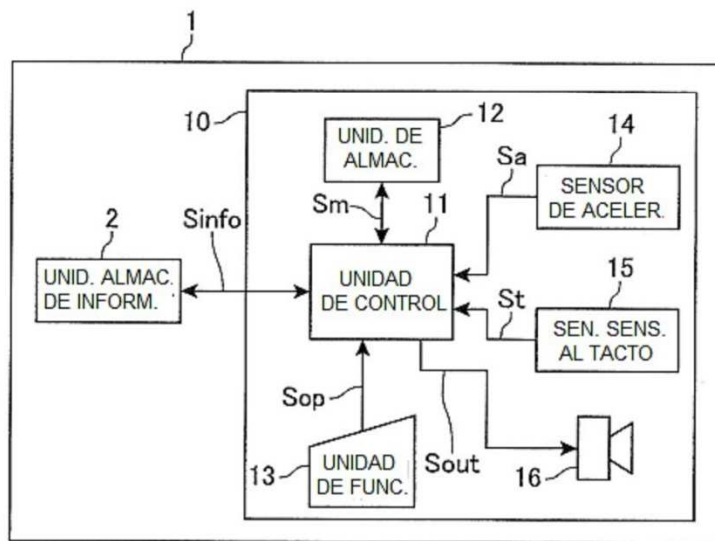 1
10
UNID. DE
ALMAC.
12
14
SENSOR
DE ACELER.
Sa
Sm
11
Sinfo
2
UNID. ALMAC.
DE INFORM.
UNIDAD
DE CONTROL
15
SEN. SENS.
AL TACTO
St
Sop
Sout
13
UNIDAD
DE FUNC.
16